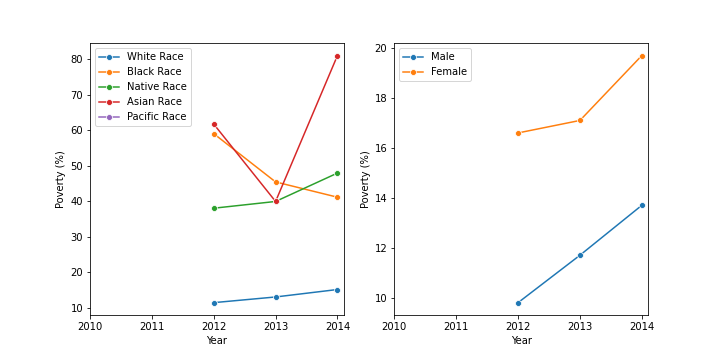 White Race
Black Race
Native Race
Asian Race
Pacific Race
80
70
60
50
40
30
20
10
Poverty (%)
2010 2011 2012 2013 2014
Year
Male
Female
20
18
16
14
12
10
Poverty (%)
2010 2011 2012 2013 2014
Year